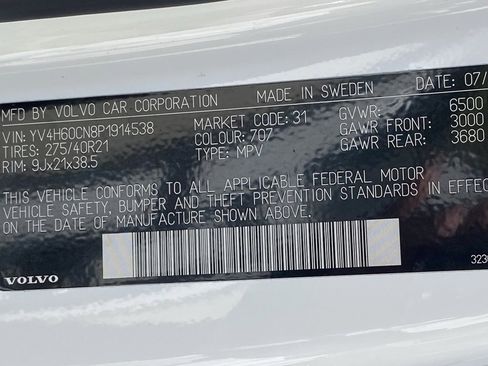 MFD BY VOLVO CAR CORPORATION MADE IN SWEDEN DATE: 07/
VIN: YV4H60CN8P1914538 MARKET CODE: 31 GVWR: 6500
TIRES: 275/40R21 COLOUR: 707 GAR FRONT: 3000
RIM: 9Jx21x38.5 TYPE: MPV GAR REAR: 3680
THIS VEHICLE CONFORMS TO ALL APPLICABLE FEDERAL MOTOR
VEHICLE SAFETY, BUMPER AND THEFT PREVENTION STANDARDS IN EFFEC
ON THE DATE OF MANUFACTURE SHOWN ABOVE.
VOLVO 323